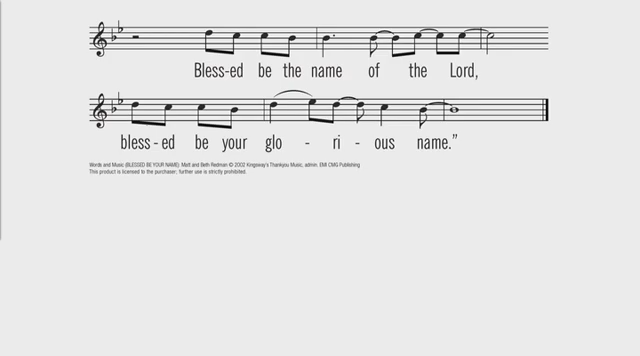 Bless-ed be the name of the Lord,
bless - ed be your glo - ri - ous name.”
Words and Music (BLESSED BE YOUR NAME): Matt and Beth Redman © 2002 Kingsway's Thankyou Music, admin. EMI CMG Publishing
This product is licensed to the purchaser; further use is strictly prohibited.